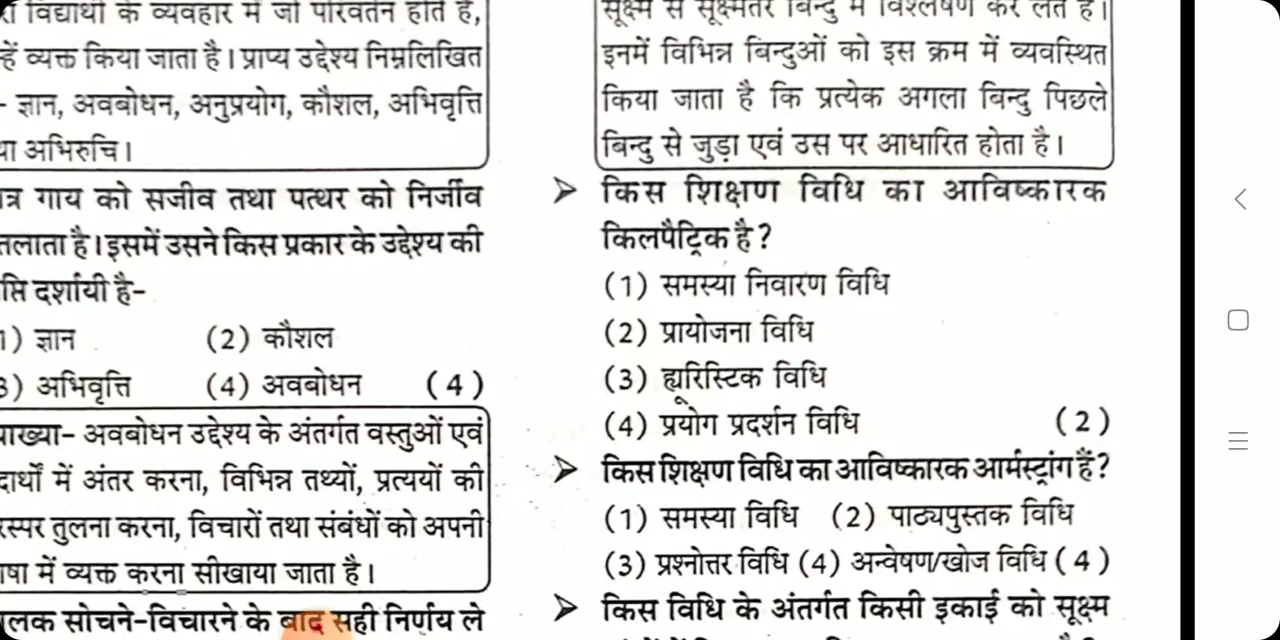 विद्यार्थी के व्यवहार में जो परिवर्तन होते हैं,
व्यक्त किया जाता है। प्राप्य उद्देश्य निम्नलिखित
- ज्ञान, अवबोधन, अनुप्रयोग, कौशल, अभिवृत्ति
अभिरुचि।
गाय को सजीव तथा पत्थर को निर्जीव
है। इसमें उसने किस प्रकार के उद्देश्य की
दर्शायी है-
1) ज्ञान (2) कौशल
3) अभिवृत्ति (4) अवबोधन (4)
अवबोधन उद्देश्य के अंतर्गत वस्तुओं एवं
में अंतर करना, विभिन्न तथ्यों, प्रत्ययों की
तुलना करना, विचारों तथा संबंधों को अपनी
में व्यक्त करना सीखाया जाता है।
सोचने-विचारने के बाद सही निर्णय ले
सूक्ष्म से सूक्ष्मतर बिन्दु में विश्लेषण कर लेते हैं।
इनमें विभिन्न बिन्दुओं को इस क्रम में व्यवस्थित
किया जाता है कि प्रत्येक अगला विन्दु पिछले
बिन्दु से जुड़ा एवं उस पर आधारित होता है।
➢ किस शिक्षण विधि का आविष्कारक
किलपैट्रिक है?
(1) समस्या निवारण विधि
(2) प्रायोजना विधि
(3) ह्यूरिस्टिक विधि
(4) प्रयोग प्रदर्शन विधि (2)
➢ किस शिक्षण विधि का आविष्कारक आर्मस्ट्रांग हैं?
(1) समस्या विधि (2) पाठ्यपुस्तक विधि
(3) प्रश्नोत्तर विधि (4) अन्वेषण/खोज विधि (4)
➢ किस विधि के अंतर्गत किसी इकाई को सूक्ष्म